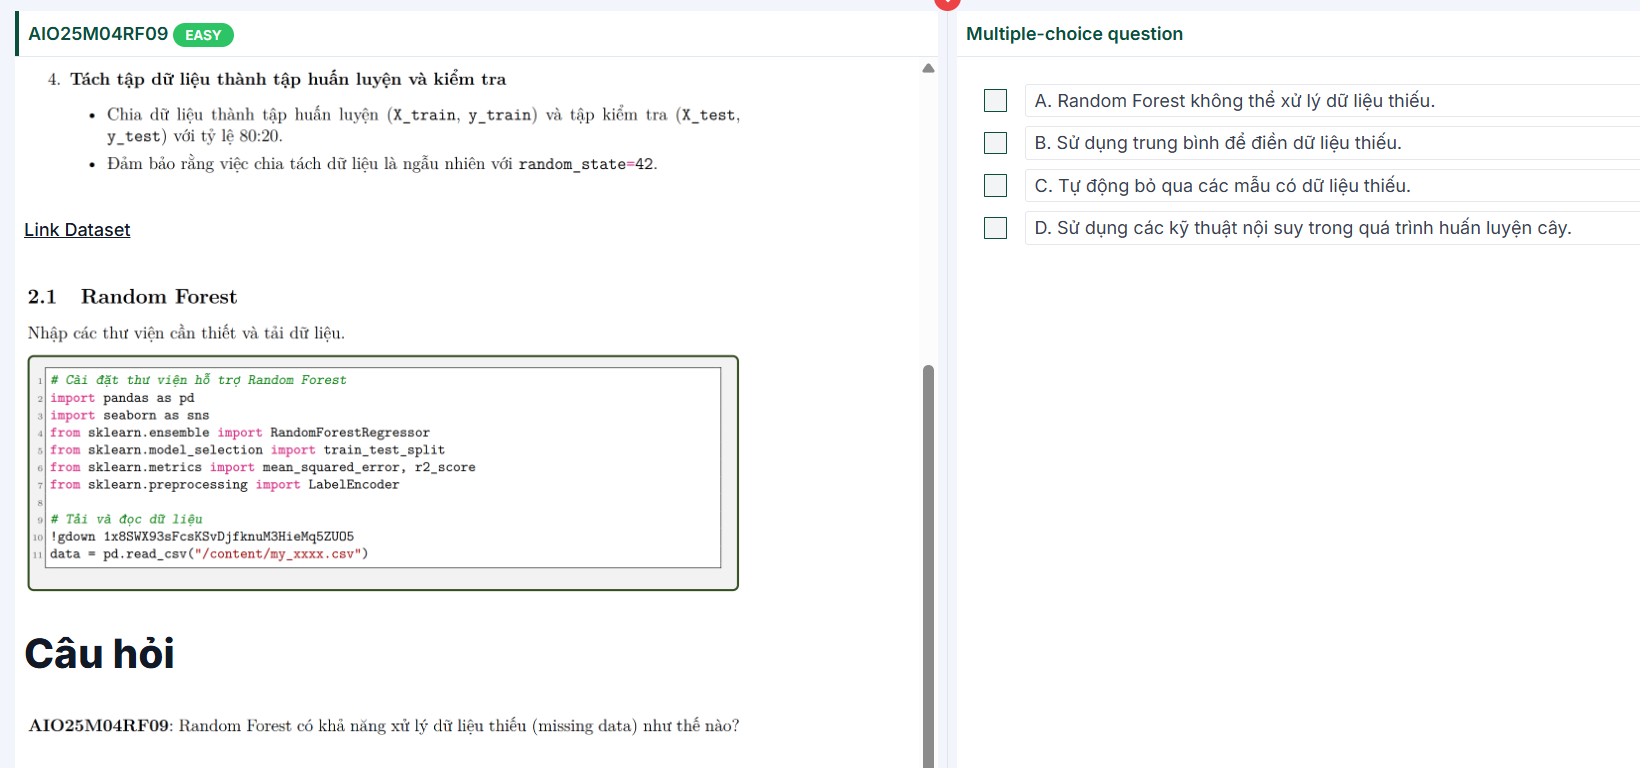 AIO25M04RF09 EASY
4. Tách tập dữ liệu thành tập huấn luyện và kiểm tra
• Chia dữ liệu thành tập huấn luyện (X_train, y_train) và tập kiểm tra (X_test,
y_test) với tỷ lệ 80:20.
• Đảm bảo rằng việc chia tách dữ liệu là ngẫu nhiên với random_state=42.
Link Dataset
2.1 Random Forest
Nhập các thư viện cần thiết và tải dữ liệu.
1 # Cài đặt thư viện hỗ trợ Random Forest
2 import pandas as pd
3 import seaborn as sns
4 from sklearn.ensemble import RandomForestRegressor
5 from sklearn.model_selection import train_test_split
6 from sklearn.metrics import mean_squared_error, r2_score
7 from sklearn.preprocessing import LabelEncoder
8
9 # Tải và đọc dữ liệu
10 !gdown 1x8SWX93sFcsKSvDjfknuM3HieMq5ZUO5
11 data = pd.read_csv("/content/my_xxxx.csv")
Câu hỏi
AIO25M04RF09: Random Forest có khả năng xử lý dữ liệu thiếu (missing data) như thế nào?
Multiple-choice question
A. Random Forest không thể xử lý dữ liệu thiếu.
B. Sử dụng trung bình để điền dữ liệu thiếu.
C. Tự động bỏ qua các mẫu có dữ liệu thiếu.
D. Sử dụng các kỹ thuật nội suy trong quá trình huấn luyện cây.